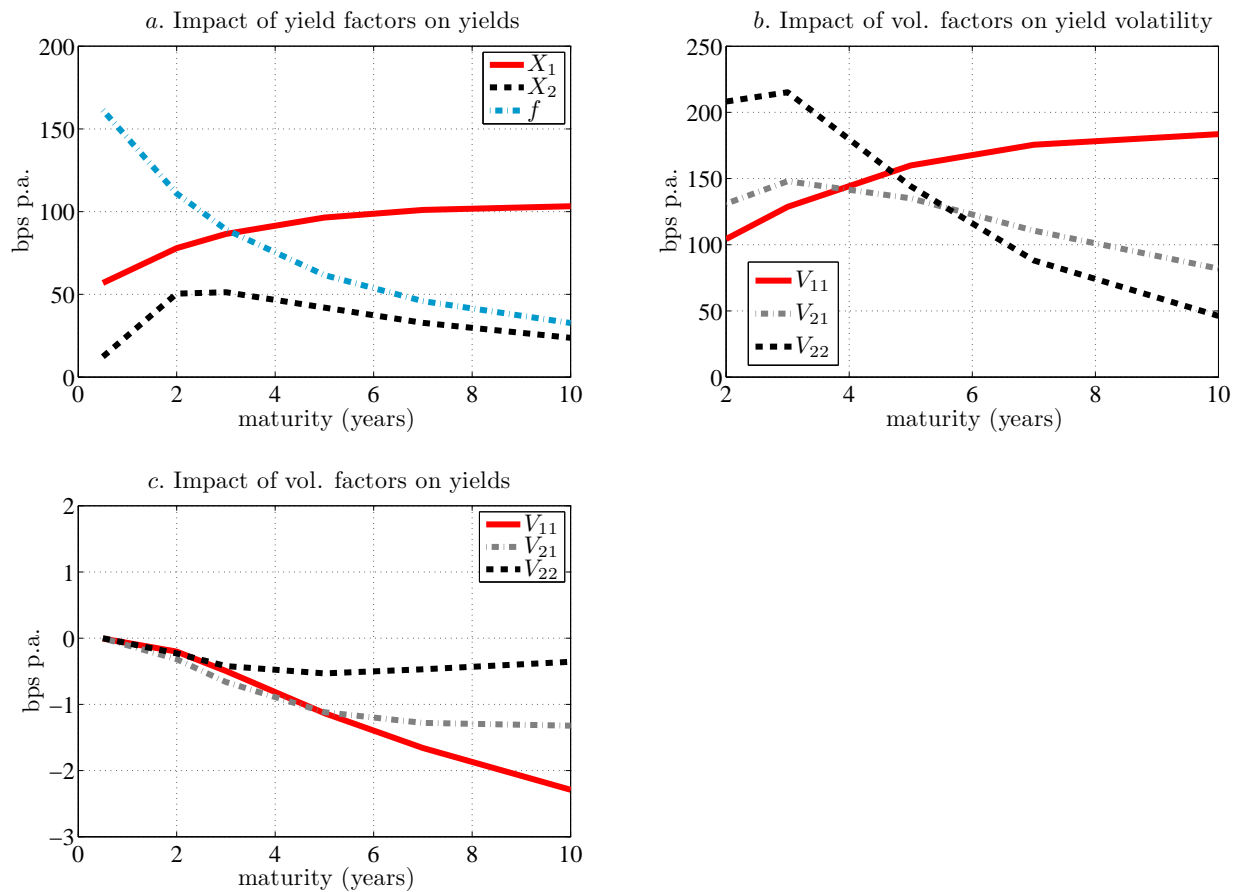 a. Impact of yield factors on yields
200
150
100
50
0
bps p.a.
0 2 4 6 8 10
maturity (years)
X1
X2
f
b. Impact of vol. factors on yield volatility
250
200
150
100
50
0
bps p.a.
2 4 6 8 10
maturity (years)
V11
V21
V22
c. Impact of vol. factors on yields
2
1
0
−1
−2
−3
bps p.a.
0 2 4 6 8 10
maturity (years)
V11
V21
V22